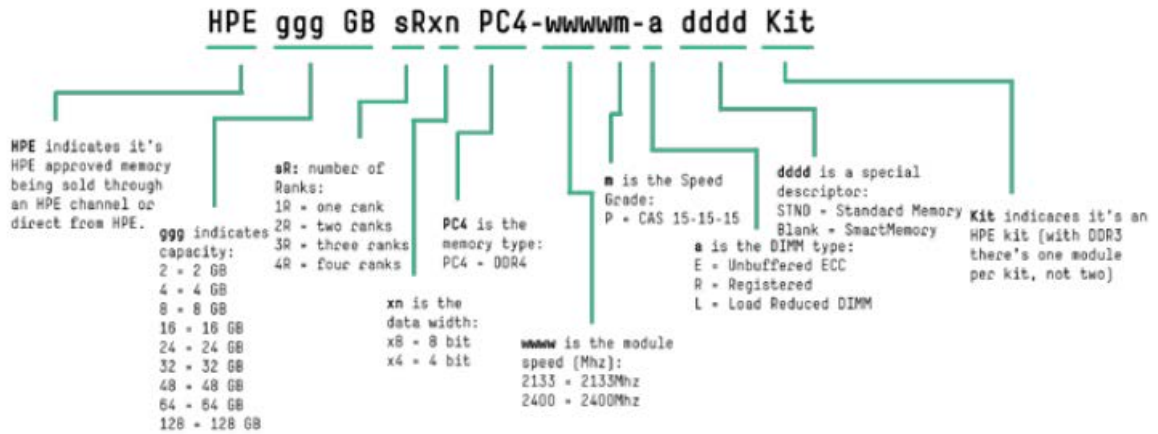 HPE ggg GB sRxn PC4-wwwwm-a dddd Kit
HPE indicates it's
HPE approved memory
being sold through
an HPE channel or
direct from HPE.
ggg indicates
capacity:
2 = 2 GB
4 = 4 GB
8 = 8 GB
16 = 16 GB
24 = 24 GB
32 = 32 GB
48 = 48 GB
64 = 64 GB
128 = 128 GB
sR: number of
Ranks:
1R = one rank
2R = two ranks
3R = three ranks
4R = four ranks
xn is the
data width:
x8 = 8 bit
x4 = 4 bit
PC4 is the
memory type:
PC4 = DDR4
wwww is the module
speed (Mhz):
2133 = 2133Mhz
2400 = 2400Mhz
m is the Speed
Grade:
P = CAS 15-15-15
a is the DIMM type:
E = Unbuffered ECC
R = Registered
L = Load Reduced DIMM
dddd is a special
descriptor:
STND = Standard Memory
Blank = SmartMemory
Kit indicares it's an
HPE kit (with DDR3
there's one module
per kit, not two)